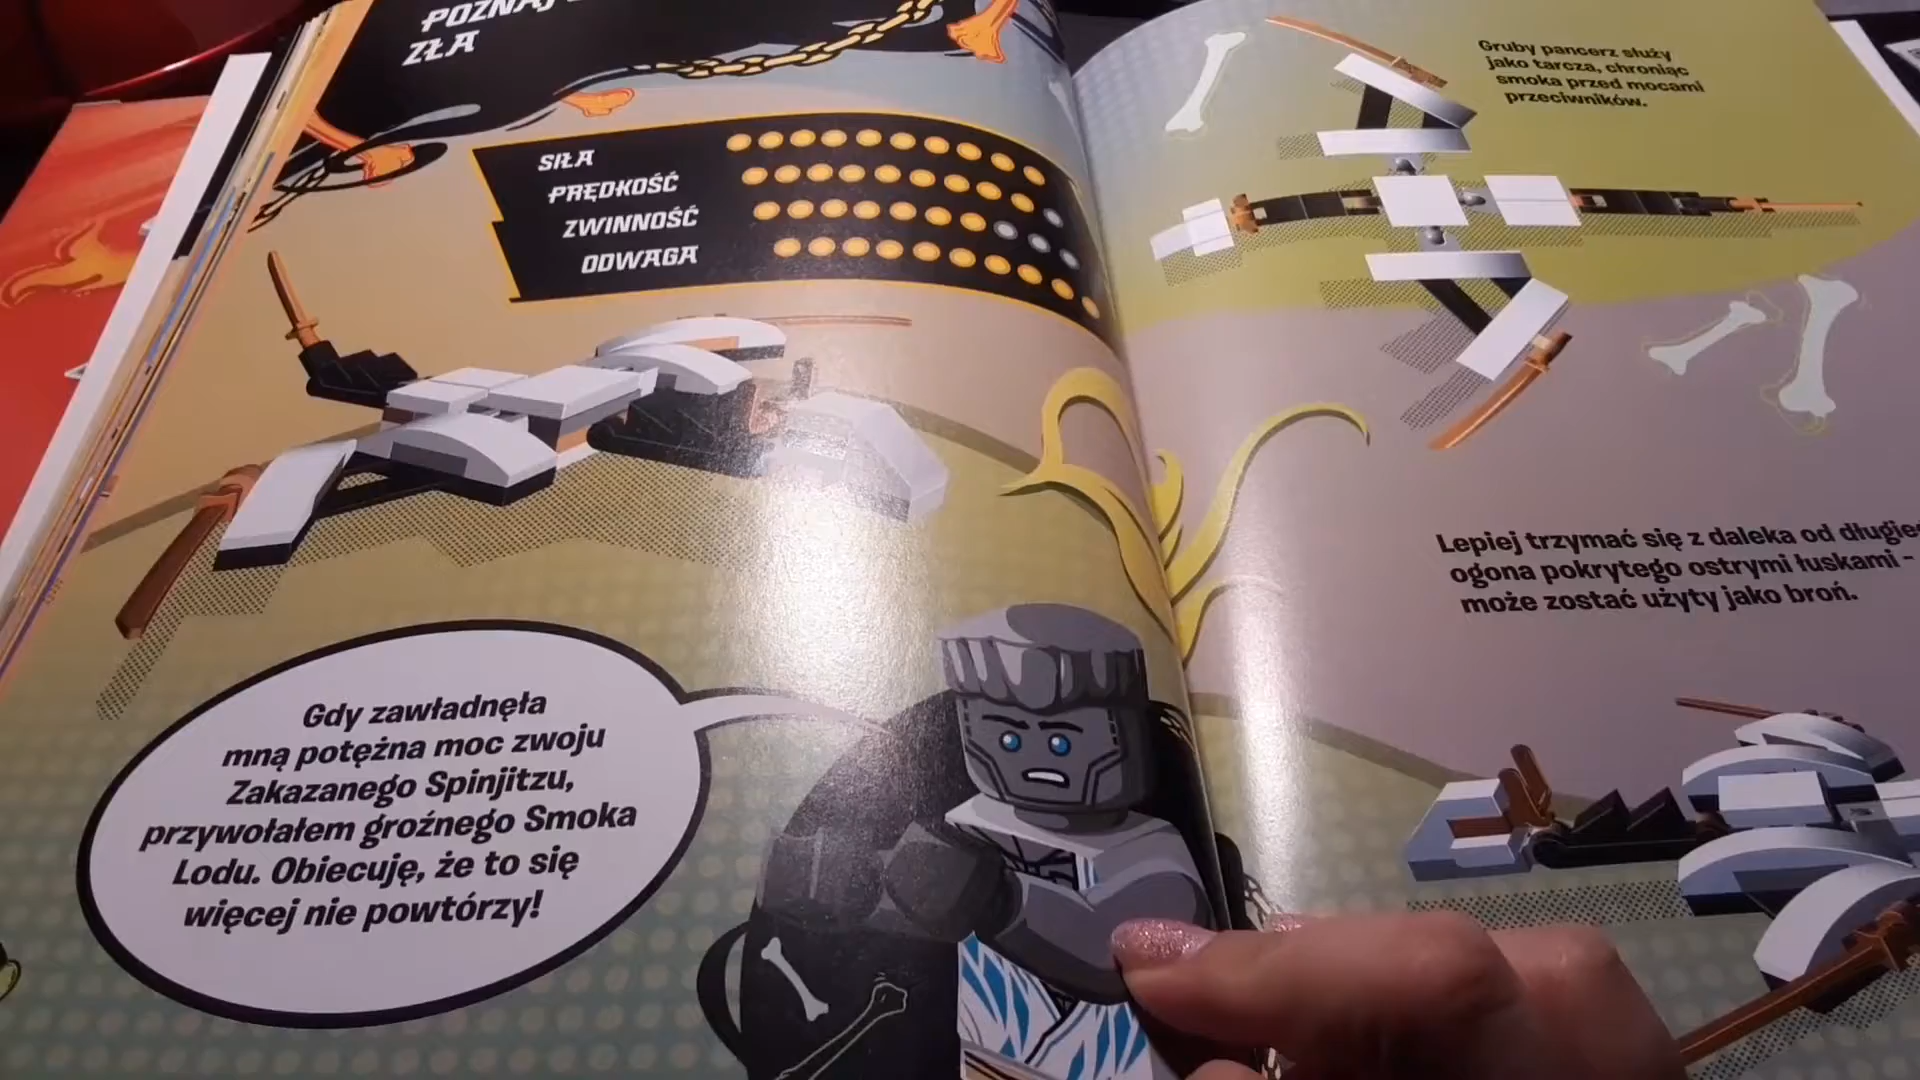 POZNAJ
ZŁA
SIŁA
PRĘDKOŚĆ
ZWINNOŚĆ
ODWAGA
Gdy zawładnęła
mną potężna moc zwoju
Zakazanego Spinjitzu,
przywołałem groźnego Smoka
Lodu. Obiecuję, że to się
więcej nie powtórzy!
Gruby pancerz służy
jako tarcza, chroniąc
smoka przed mocami
przeciwników.
Lepiej trzymać się z daleka od
ogona pokrytego ostrymi łuskami -
może zostać użyty jako broń.